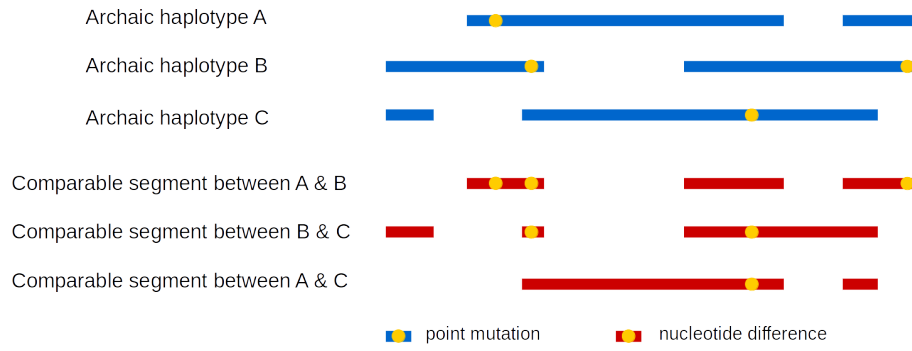 Archaic haplotype A
Archaic haplotype B
Archaic haplotype C
Comparable segment between A & B
Comparable segment between B & C
Comparable segment between A & C
point mutation
nucleotide difference